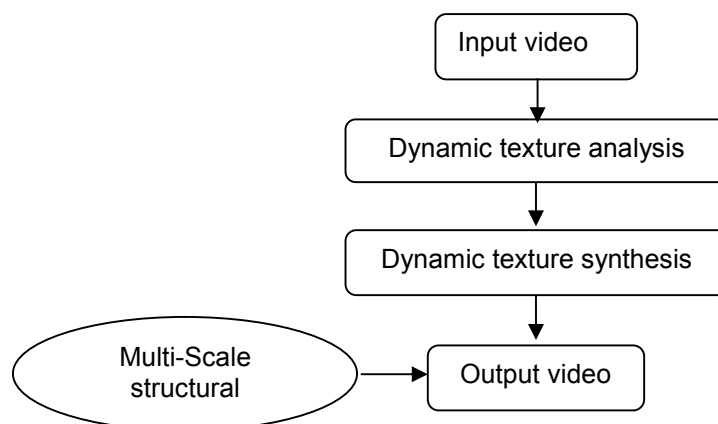 Input video
Dynamic texture analysis
Dynamic texture synthesis
Multi-Scale
structural
Output video